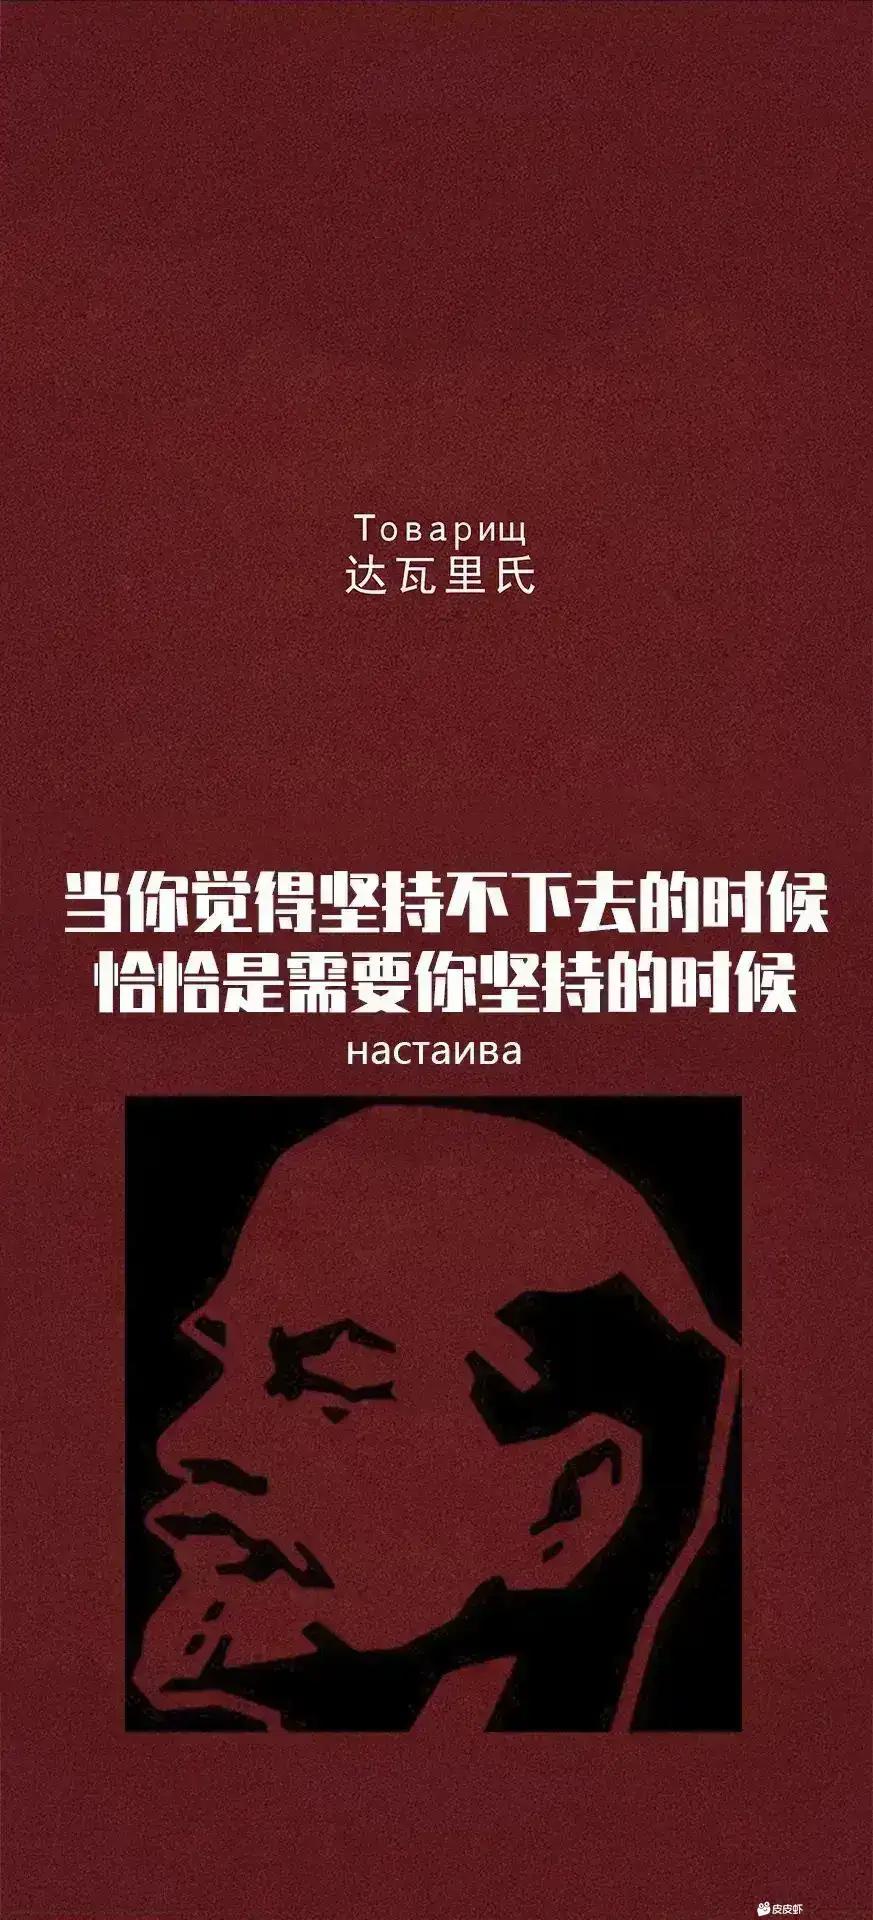 Товарищ
达瓦里氏
当你觉得坚持不下去的时候
恰恰是需要你坚持的时候
настаива
皮皮虾